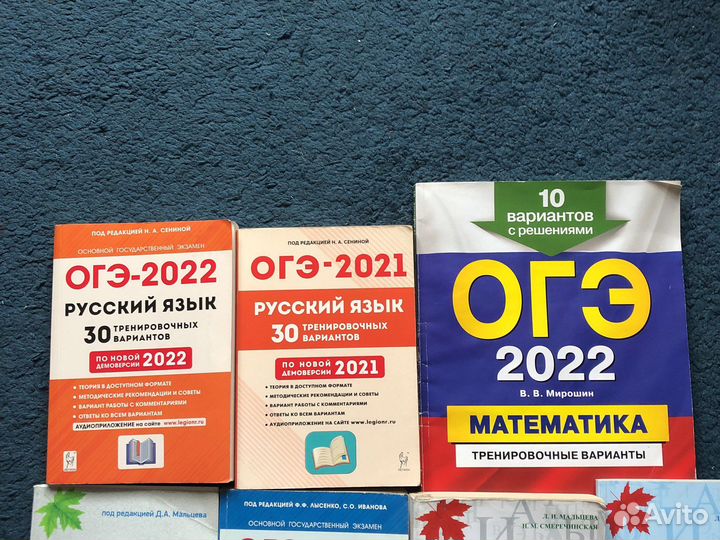 ПОД РЕДАКЦИЕЙ Н. А. СЕНИНОЙ
ОСНОВНОЙ ГОСУДАРСТВЕННЫЙ ЭКЗАМЕН
ОГЭ-2022
РУССКИЙ ЯЗЫК
30 ТРЕНИРОВОЧНЫХ
ВАРИАНТОВ
ПО НОВОЙ
ДЕМОВЕРСИИ 2022
• ТЕОРИЯ В ДОСТУПНОМ ФОРМАТЕ
• МЕТОДИЧЕСКИЕ РЕКОМЕНДАЦИИ И СОВЕТЫ
• ВАРИАНТ РАБОТЫ С КОММЕНТАРИЯМИ
• ОТВЕТЫ КО ВСЕМ ВАРИАНТАМ
АУДИОПРИЛОЖЕНИЕ на сайте www.legionr.ru
ПОД РЕДАКЦИЕЙ Н. А. СЕНИНОЙ
ОГЭ-2021
РУССКИЙ ЯЗЫК
30 ТРЕНИРОВОЧНЫХ
ВАРИАНТОВ
ПО НОВОЙ
ДЕМОВЕРСИИ 2021
• ТЕОРИЯ В ДОСТУПНОМ ФОРМАТЕ
• МЕТОДИЧЕСКИЕ РЕКОМЕНДАЦИИ И СОВЕТЫ
• ВАРИАНТ РАБОТЫ С КОММЕНТАРИЯМИ
• ОТВЕТЫ КО ВСЕМ ВАРИАНТАМ
• АУДИОПРИЛОЖЕНИЕ НА САЙТЕ www.legionr.ru
10
вариантов
с решениями
ОГЭ
2022
В. В. Мирошин
МАТЕМАТИКА
ТРЕНИРОВОЧНЫЕ ВАРИАНТЫ
под редакцией Д.А. Мальцева
ПОД РЕДАКЦИЕЙ Ф.Ф. ЛЫСЕНКО, С.О. ИВАНОВА
ОСНОВНОЙ ГОСУДАРСТВЕННЫЙ ЭКЗАМЕН
Л. И. МАЛЬЦЕВА
Н. М. СМЕРЕЧИНСКАЯ
Avito